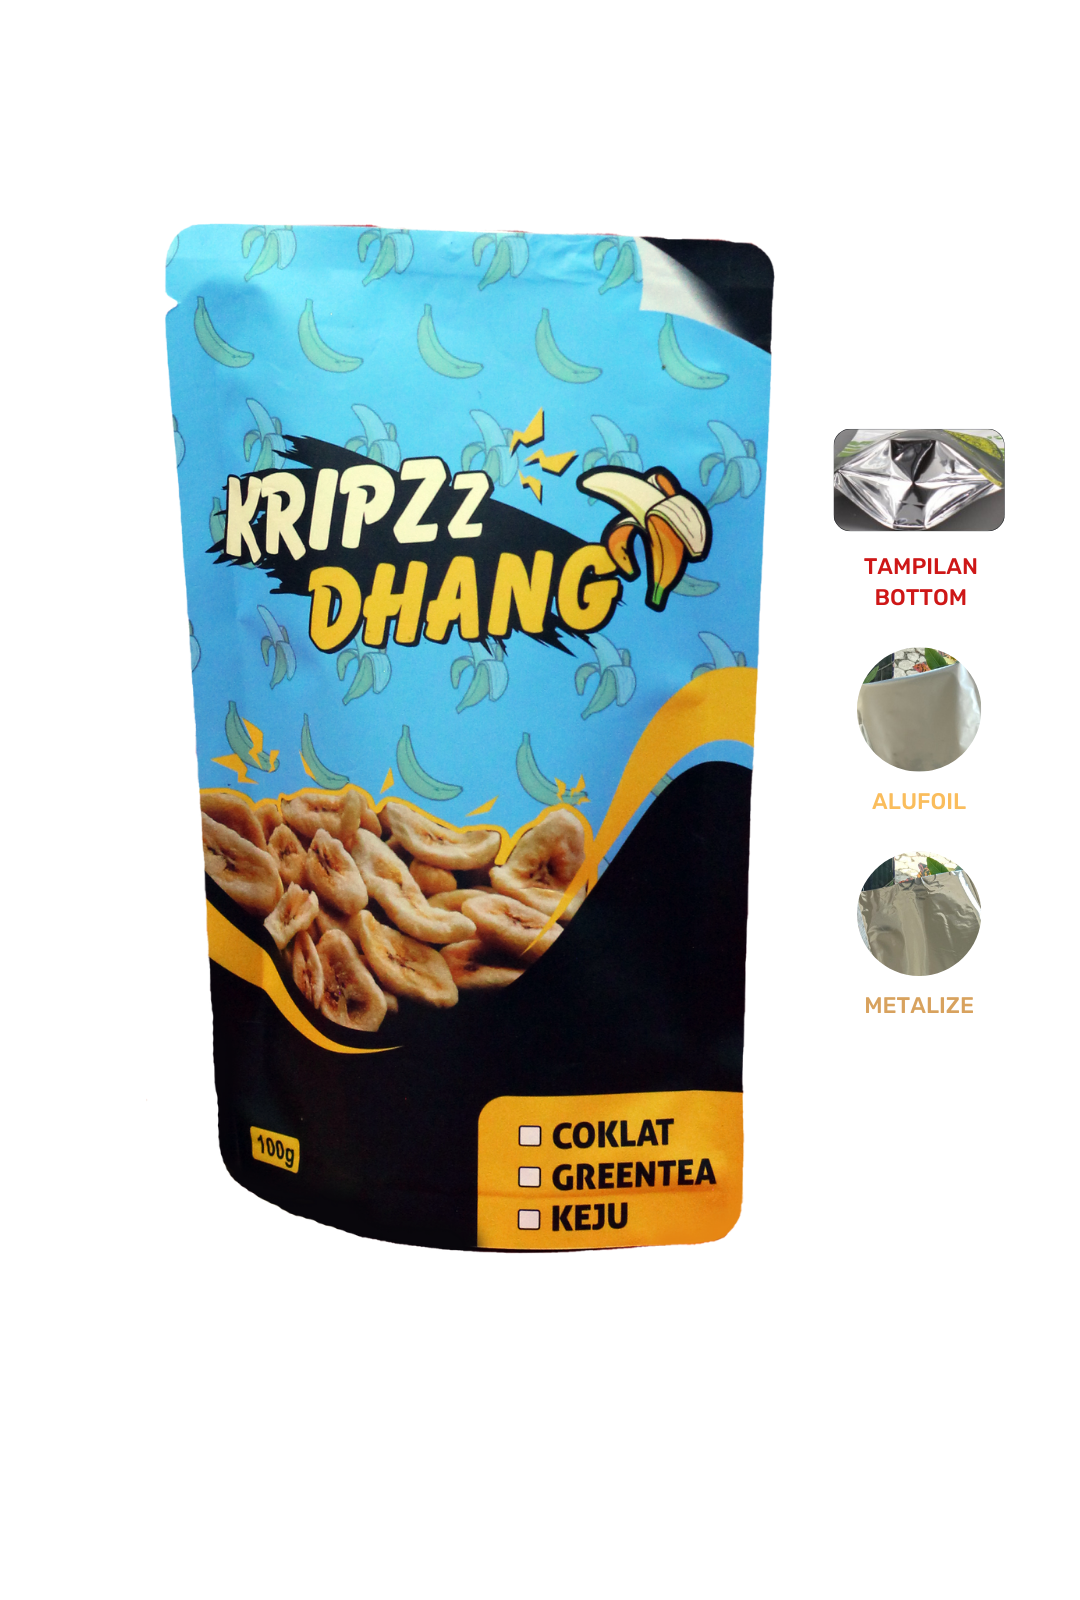 KRIPZz
DHANG
100g
COKLAT
GREENTEA
KEJU
TAMPILAN
BOTTOM
ALUFOIL
METALIZE